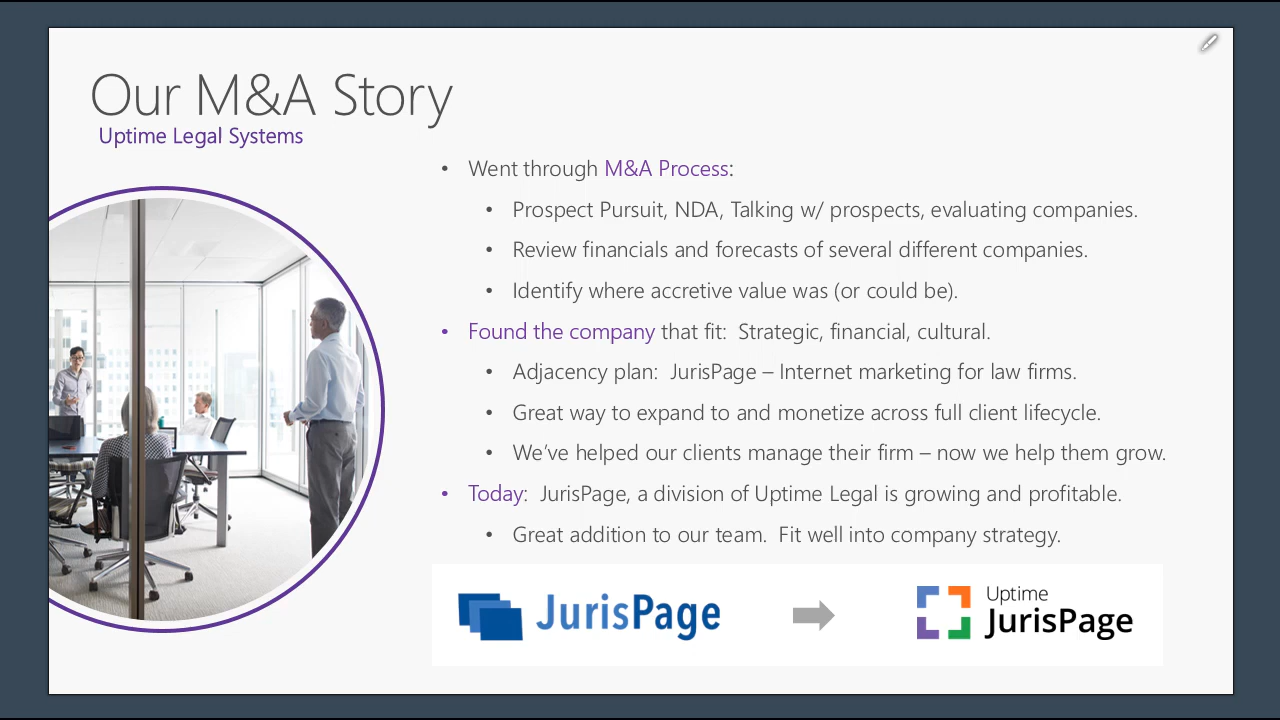 Our M&A Story
Uptime Legal Systems
• Went through M&A Process:
• Prospect Pursuit, NDA, Talking w/ prospects, evaluating companies.
• Review financials and forecasts of several different companies.
• Identify where accretive value was (or could be).
• Found the company that fit:  Strategic, financial, cultural.
• Adjacency plan:  JurisPage – Internet marketing for law firms.
• Great way to expand to and monetize across full client lifecycle.
• We’ve helped our clients manage their firm – now we help them grow.
• Today:  JurisPage, a division of Uptime Legal is growing and profitable.
• Great addition to our team.  Fit well into company strategy.
JurisPage
Uptime
JurisPage